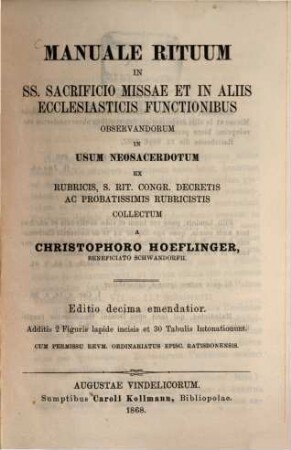 MANUALE RITUUM
IN
SS. SACRIFICIO MISSAE ET IN ALIIS
ECCLESIASTICIS FUNCTIONIBUS
OBSERVANDORUM
IN
USUM NEOSACERDOTUM
EX
RUBRICIS, S. RIT. CONGR. DECRETIS
AC PROBATISSIMIS RUBRICISTIS
COLLECTUM
A
CHRISTOPHORO HOEFLINGER,
BENEFICIATO SCHWANDORFII.
Editio decima emendatior.
Additis 2 Figuris lapide incisis et 30 Tabulis Intonationum.
CUM PERMISSU REVM. ORDINARIATUS EPISC. RATISBONENSIS.
AUGUSTAE VINDELICORUM.
Sumptibus Caroli Kollmann, Bibliopolae.
1868.